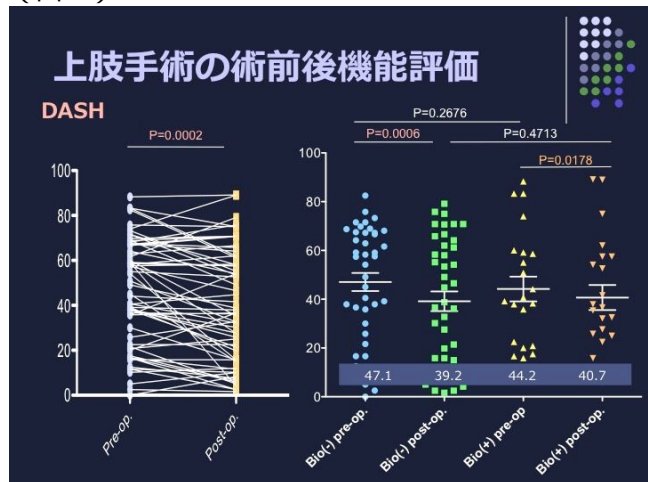 上肢手術の術前後機能評価
DASH
P=0.0002
100
80
60
40
20
0
Pre-op.
Post-op.
P=0.2676
P=0.0006
P=0.4713
P=0.0178
100
80
60
40
20
0
47.1
39.2
44.2
40.7
Bio(-) pre-op.
Bio(-) post-op.
Bio(+) pre-op
Bio(+) post-op.